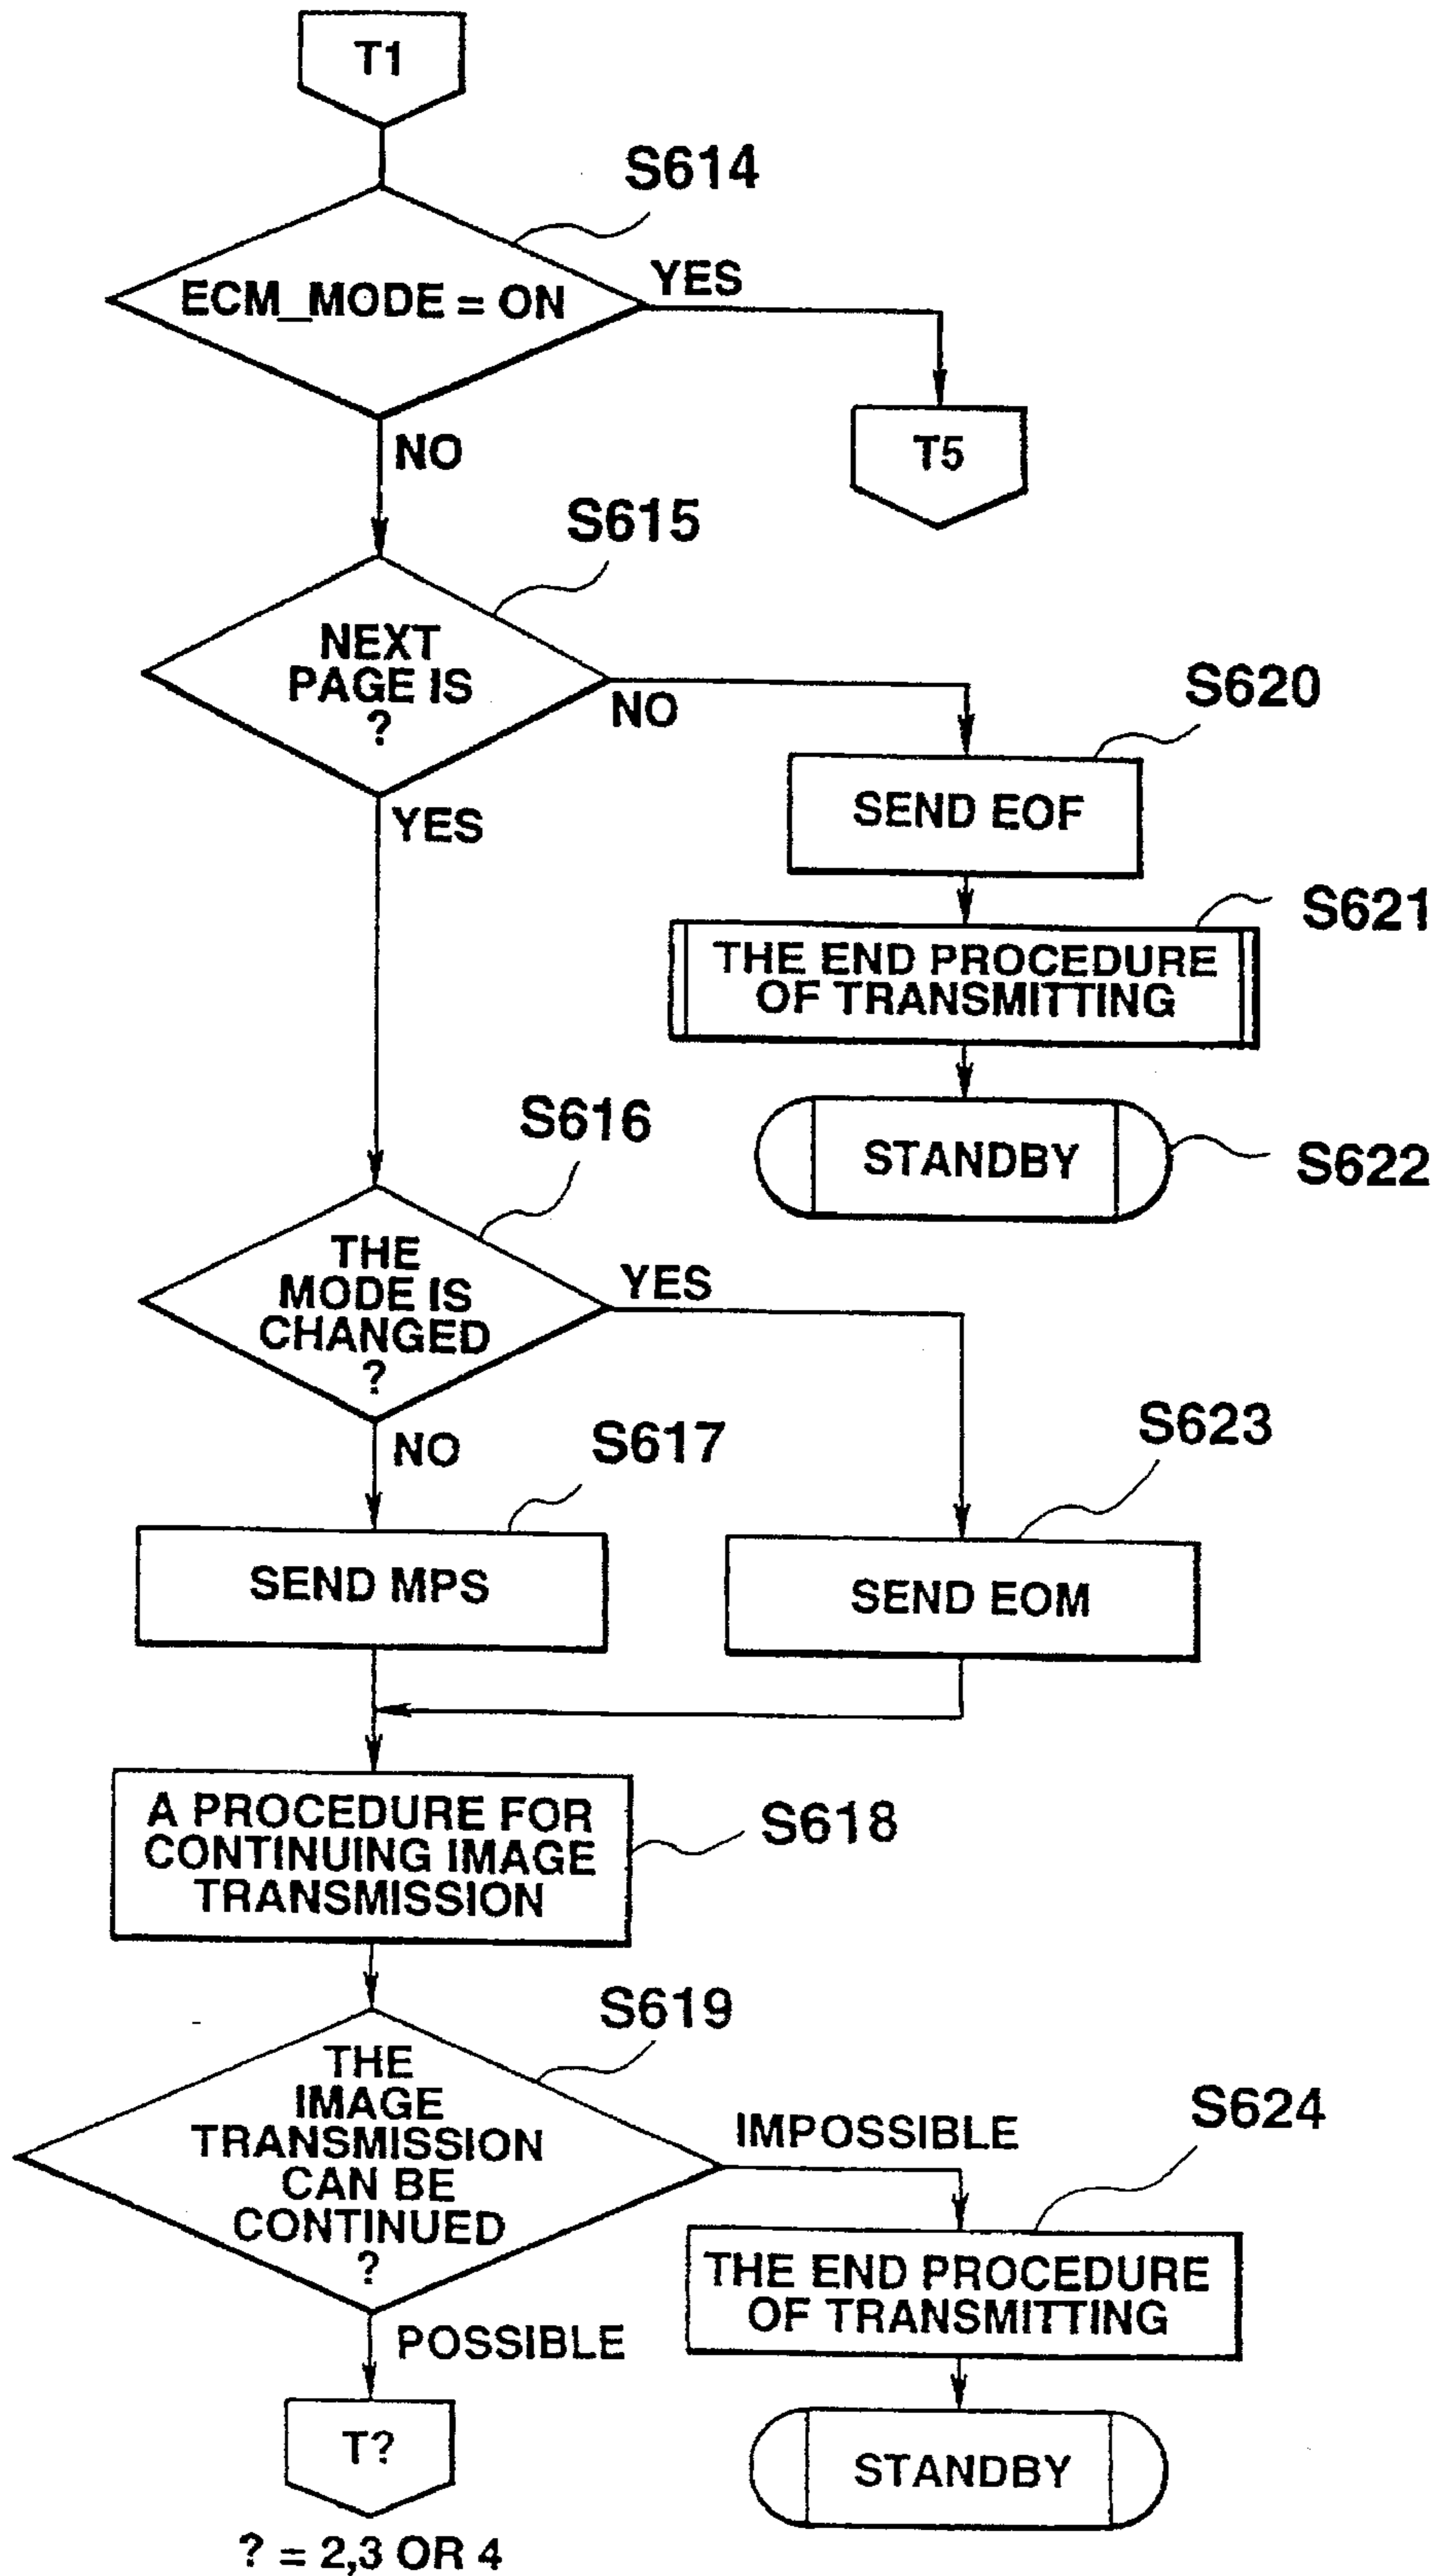 T1
S614
ECM_MODE = ON
YES
T5
NO
S615
NEXT
PAGE IS
?
NO
YES
S620
SEND EOF
S621
THE END PROCEDURE
OF TRANSMITTING
STANDBY
S622
S616
THE
MODE IS
CHANGED
?
YES
NO
S617
SEND MPS
S623
SEND EOM
A PROCEDURE FOR
CONTINUING IMAGE
TRANSMISSION
S618
S619
THE
IMAGE
TRANSMISSION
CAN BE
CONTINUED
?
IMPOSSIBLE
S624
THE END PROCEDURE
OF TRANSMITTING
POSSIBLE
T?
STANDBY
? = 2,3 OR 4